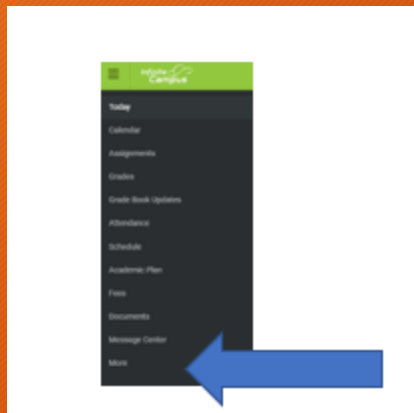 Infinite
Campus
Today
Calendar
Assignments
Grades
Grade Book Updates
Attendance
Schedule
Academic Plan
Fees
Documents
Message Center
More